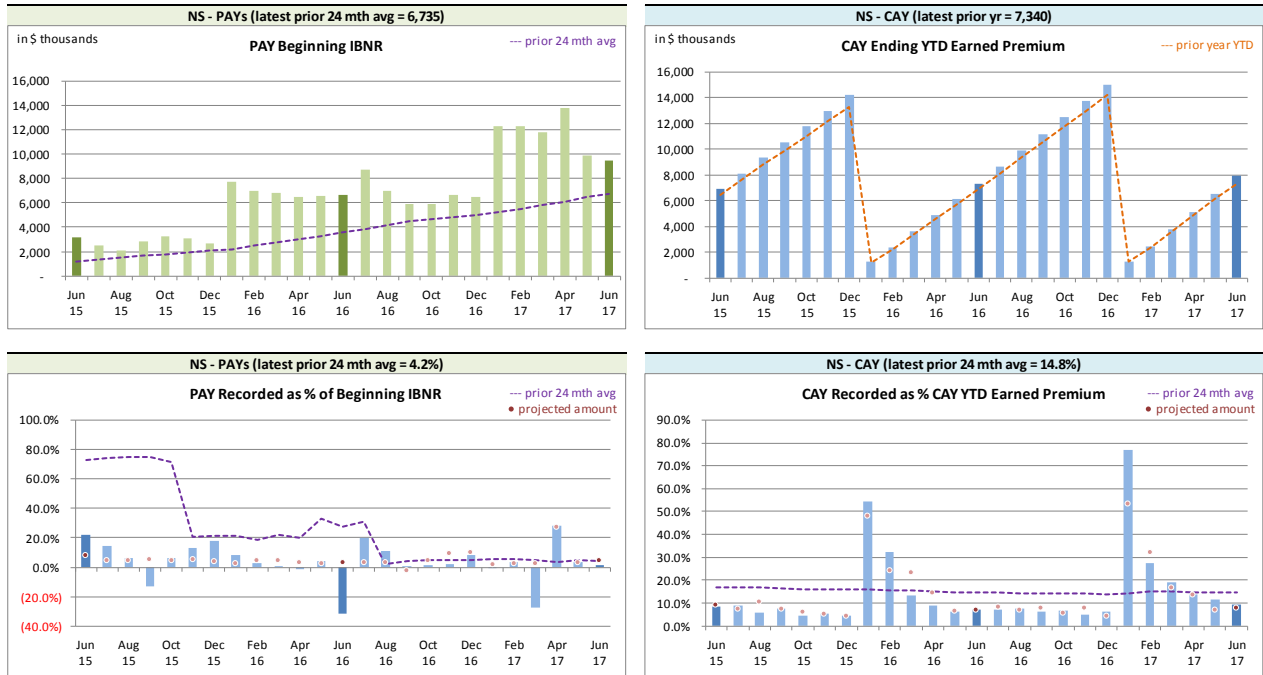 NS - PAYs (latest prior 24 mth avg = 6,735)
in $ thousands
PAY Beginning IBNR
--- prior 24 mth avg
16,000
14,000
12,000
10,000
8,000
6,000
4,000
2,000
-
Jun Aug Oct Dec Feb Apr Jun Aug Oct Dec Feb Apr Jun
15 15 15 15 16 16 16 16 16 16 17 17 17
NS - CAY (latest prior yr = 7,340)
in $ thousands
CAY Ending YTD Earned Premium
--- prior year YTD
16,000
14,000
12,000
10,000
8,000
6,000
4,000
2,000
-
Jun Aug Oct Dec Feb Apr Jun Aug Oct Dec Feb Apr Jun
15 15 15 15 16 16 16 16 16 16 17 17 17
NS - PAYs (latest prior 24 mth avg = 4.2%)
PAY Recorded as % of Beginning IBNR
--- prior 24 mth avg
• projected amount
100.0%
80.0%
60.0%
40.0%
20.0%
0.0%
(20.0%)
(40.0%)
Jun Aug Oct Dec Feb Apr Jun Aug Oct Dec Feb Apr Jun
15 15 15 15 16 16 16 16 16 16 17 17 17
NS - CAY (latest prior 24 mth avg = 14.8%)
CAY Recorded as % CAY YTD Earned Premium
--- prior 24 mth avg
• projected amount
90.0%
80.0%
70.0%
60.0%
50.0%
40.0%
30.0%
20.0%
10.0%
0.0%
Jun Aug Oct Dec Feb Apr Jun Aug Oct Dec Feb Apr Jun
15 15 15 15 16 16 16 16 16 16 17 17 17